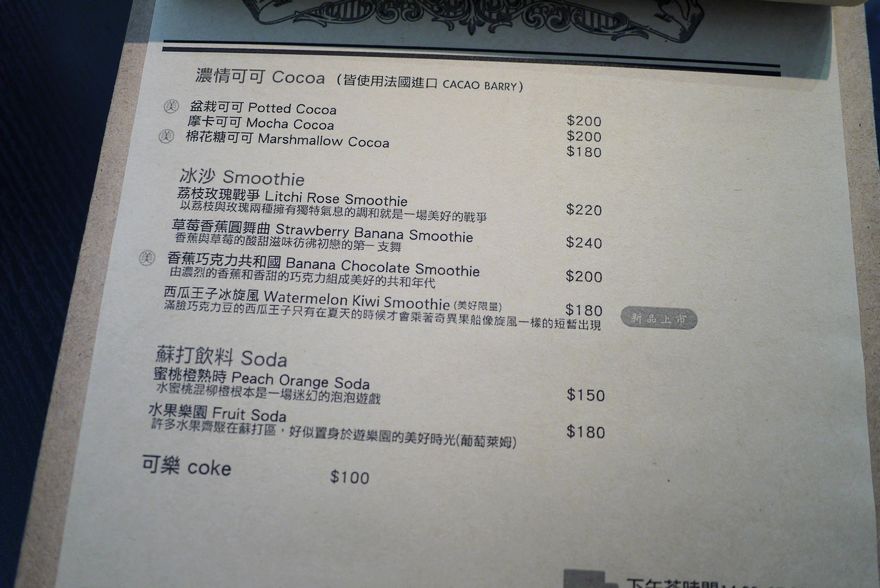 濃情可可 Cocoa (皆使用法國進口 CACAO BARRY)
美 盆栽可可 Potted Cocoa $200
摩卡可可 Mocha Cocoa $200
美 棉花糖可可 Marshmallow Cocoa $180
冰沙 Smoothie
荔枝玫瑰戰爭 Litchi Rose Smoothie $220
以荔枝與玫瑰兩種擁有獨特氣息的調和就是一場美好的戰爭
草莓香蕉圓舞曲 Strawberry Banana Smoothie $240
香蕉與草莓的酸甜滋味彷彿初戀的第一支舞
美 香蕉巧克力共和國 Banana Chocolate Smoothie $200
由濃烈的香蕉和香甜的巧克力組成美好的共和年代
西瓜王子冰旋風 Watermelon Kiwi Smoothie (美好限量) $180 新品上市
滿臉巧克力豆的西瓜王子只有在夏天的時候才會乘著奇異果船像旋風一樣的短暫出現
蘇打飲料 Soda
蜜桃橙熟時 Peach Orange Soda $150
水蜜桃混柳橙根本是一場迷幻的泡泡遊戲
水果樂園 Fruit Soda $180
許多水果齊聚在蘇打區，好似置身於遊樂園的美好時光(葡萄萊姆)
可樂 coke $100
下午茶時間